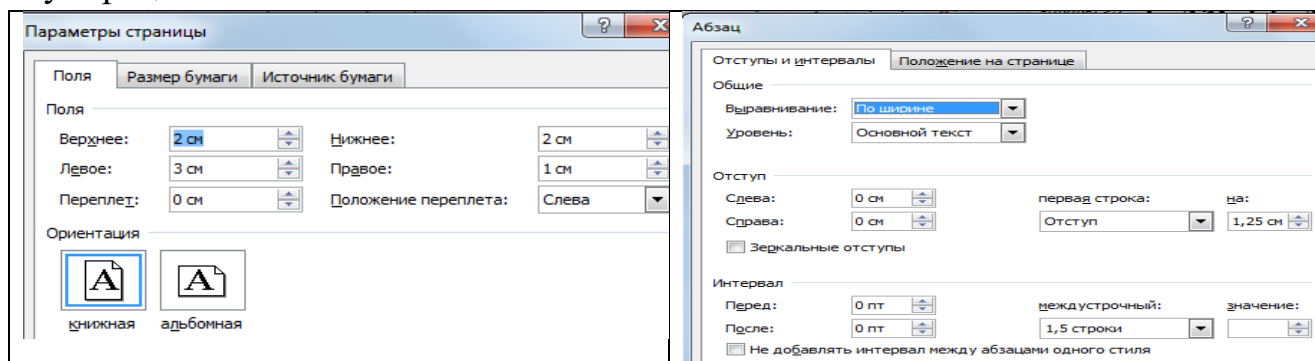 Параметры страницы
Поля Размер бумаги Источник бумаги
Поля
Верхнее: 2 см Нижнее: 2 см
Левое: 3 см Правое: 1 см
Переплет: 0 см Положение переплета: Слева
Ориентация
книжная альбомная
Абзац
Отступы и интервалы Положение на странице
Общие
Выравнивание: По ширине
Уровень: Основной текст
Отступ
Слева: 0 см первая строка: на:
Справа: 0 см Отступ 1,25 см
Зеркальные отступы
Интервал
Перед: 0 пт междустрочный: значение:
После: 0 пт 1,5 строки
Не добавлять интервал между абзацами одного стиля